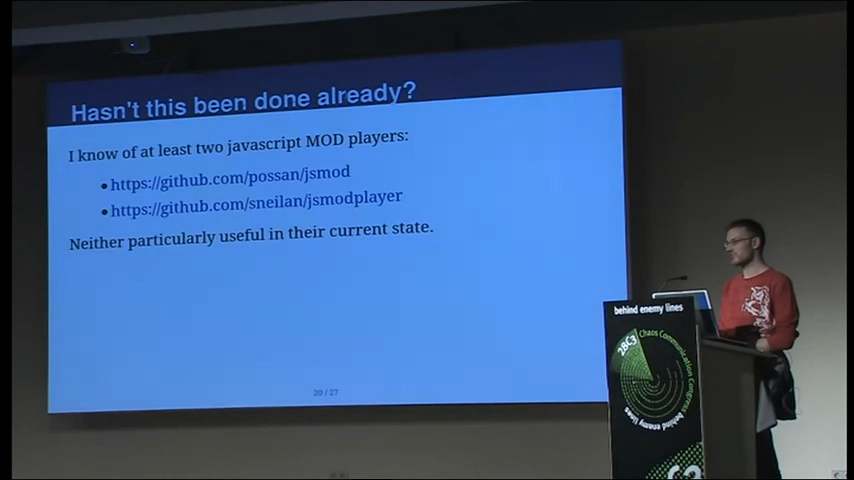 Hasn't this been done already?
I know of at least two javascript MOD players:
•https://github.com/possan/jsmod
•https://github.com/sneilan/jsmodplayer
Neither particularly useful in their current state.
20 / 27
behind enemy lines
28C3
Chaos Communication Congress
behind enemy lines